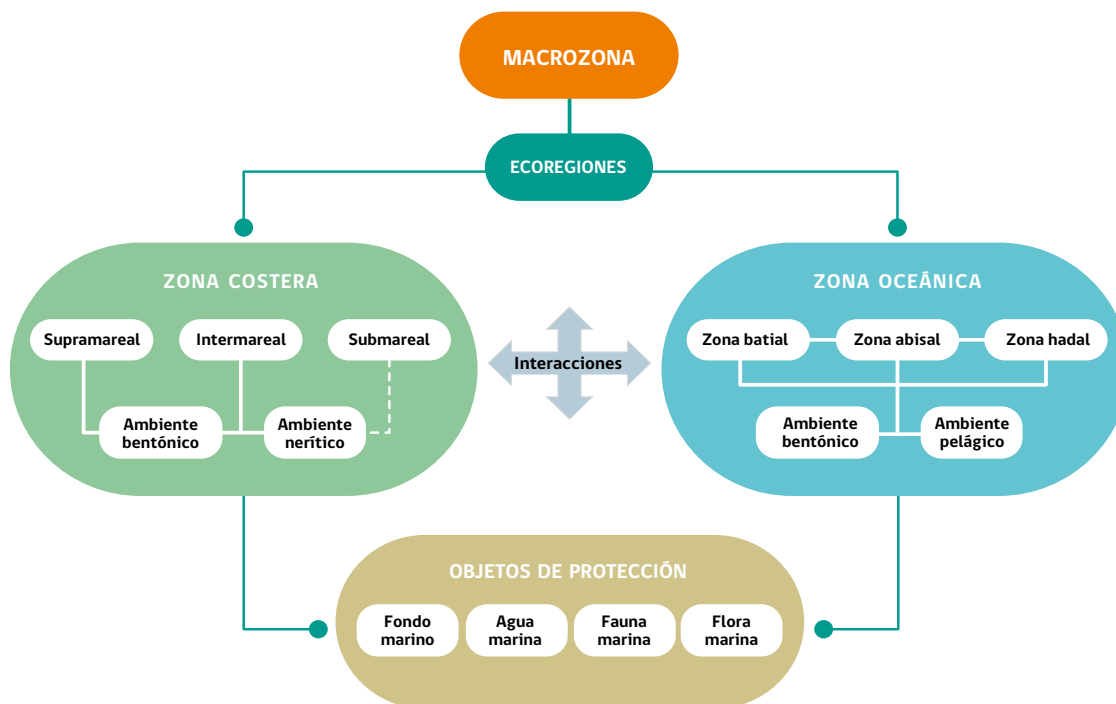 MACROZONA
ECOREGIONES
ZONA COSTERA
Supramareal
Intermareal
Submareal
Ambiente
bentónico
Ambiente
nerítico
Interacciones
ZONA OCEÁNICA
Zona batial
Zona abisal
Zona hadal
Ambiente
bentónico
Ambiente
pelágico
OBJETOS DE PROTECCIÓN
Fondo
marino
Agua
marina
Fauna
marina
Flora
marina